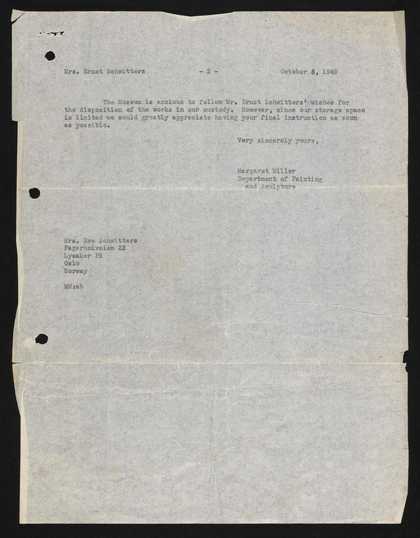 Mrs. Ernst Schwitters - 2 - October 8, 1949
The Museum is anxious to follow Mr. Ernst Schwitters' wishes for
the disposition of the works in our custody. However, since our storage space
is limited we would greatly appreciate having your final instruction as soon
as possible.
Very sincerely yours,
Margaret Miller
Department of Painting
and Sculpture
Mrs. Eve Schwitters
Lysaker
Oslo
Norway
MM:ab